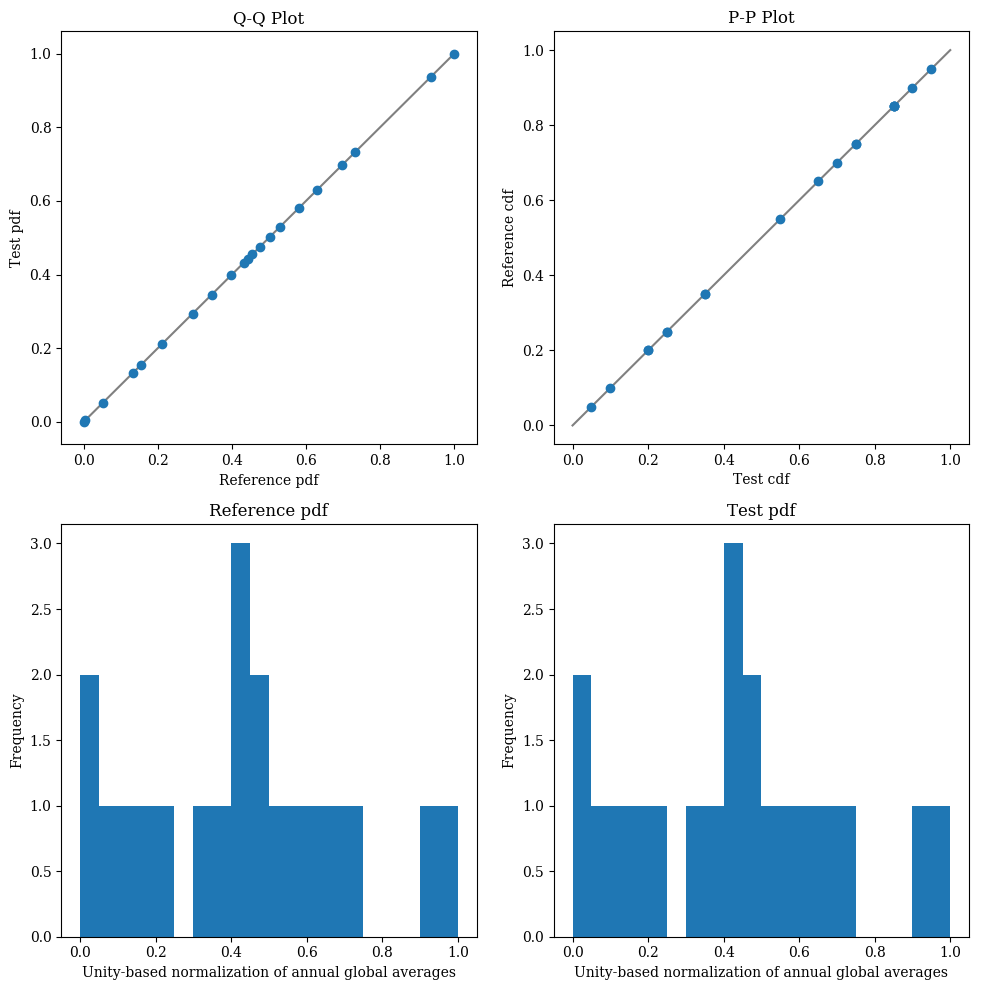 Q-Q Plot
1.0
0.8
0.6
0.4
0.2
0.0
Test pdf
0.0 0.2 0.4 0.6 0.8 1.0
Reference pdf
P-P Plot
1.0
0.8
0.6
0.4
0.2
0.0
Reference cdf
0.0 0.2 0.4 0.6 0.8 1.0
Test cdf
Reference pdf
3.0
2.5
2.0
1.5
1.0
0.5
0.0
Frequency
0.0 0.2 0.4 0.6 0.8 1.0
Unity-based normalization of annual global averages
Test pdf
3.0
2.5
2.0
1.5
1.0
0.5
0.0
Frequency
0.0 0.2 0.4 0.6 0.8 1.0
Unity-based normalization of annual global averages